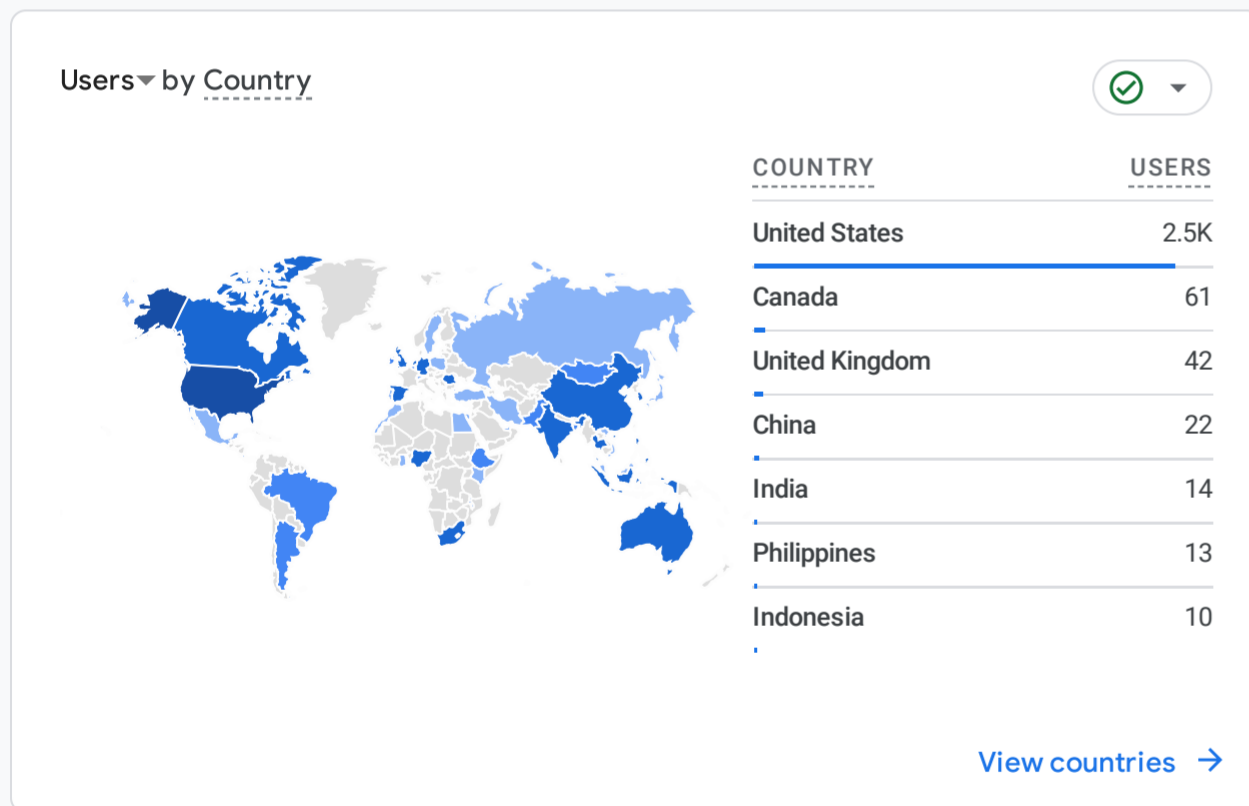 Users by Country
COUNTRY USERS
United States 2.5K
Canada 61
United Kingdom 42
China 22
India 14
Philippines 13
Indonesia 10
View countries